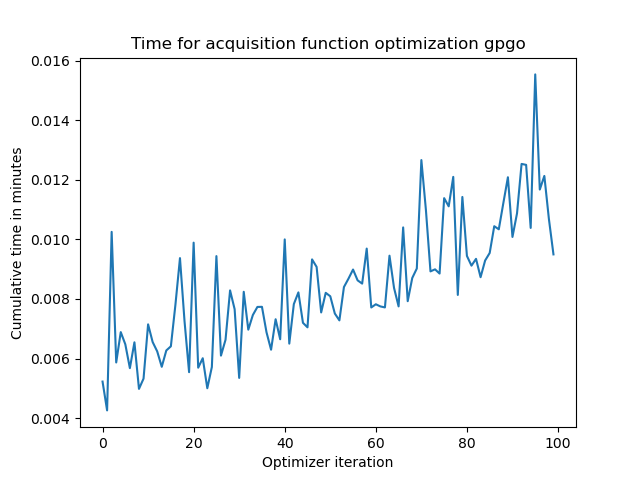 Time for acquisition function optimization gpgo
0.016
0.014
0.012
0.010
0.008
0.006
0.004
Cumulative time in minutes
0 20 40 60 80 100
Optimizer iteration